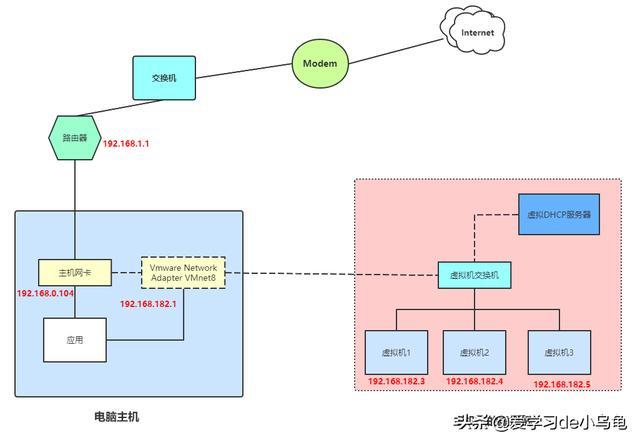 Internet
Modem
交换机
路由器
192.168.1.1
虚拟DHCP服务器
主机网卡
Vmware Network
Adapter VMnet8
虚拟机交换机
192.168.0.104
192.168.182.1
应用
虚拟机1
虚拟机2
虚拟机3
192.168.182.3
192.168.182.4
192.168.182.5
电脑主机
头条@爱学习de小乌龟